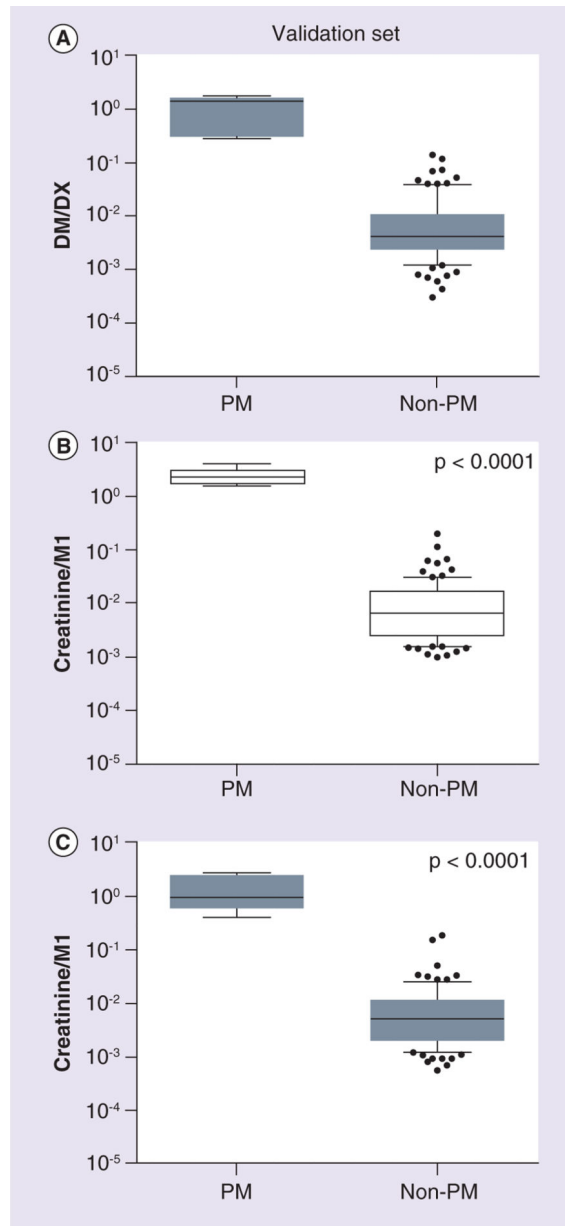 A
Validation set
10¹
10⁰
10⁻¹
10⁻²
10⁻³
10⁻⁴
10⁻⁵
DM/DX
PM Non-PM
B
p < 0.0001
10¹
10⁰
10⁻¹
10⁻²
10⁻³
10⁻⁴
10⁻⁵
Creatinine/M1
PM Non-PM
C
p < 0.0001
10¹
10⁰
10⁻¹
10⁻²
10⁻³
10⁻⁴
10⁻⁵
Creatinine/M1
PM Non-PM